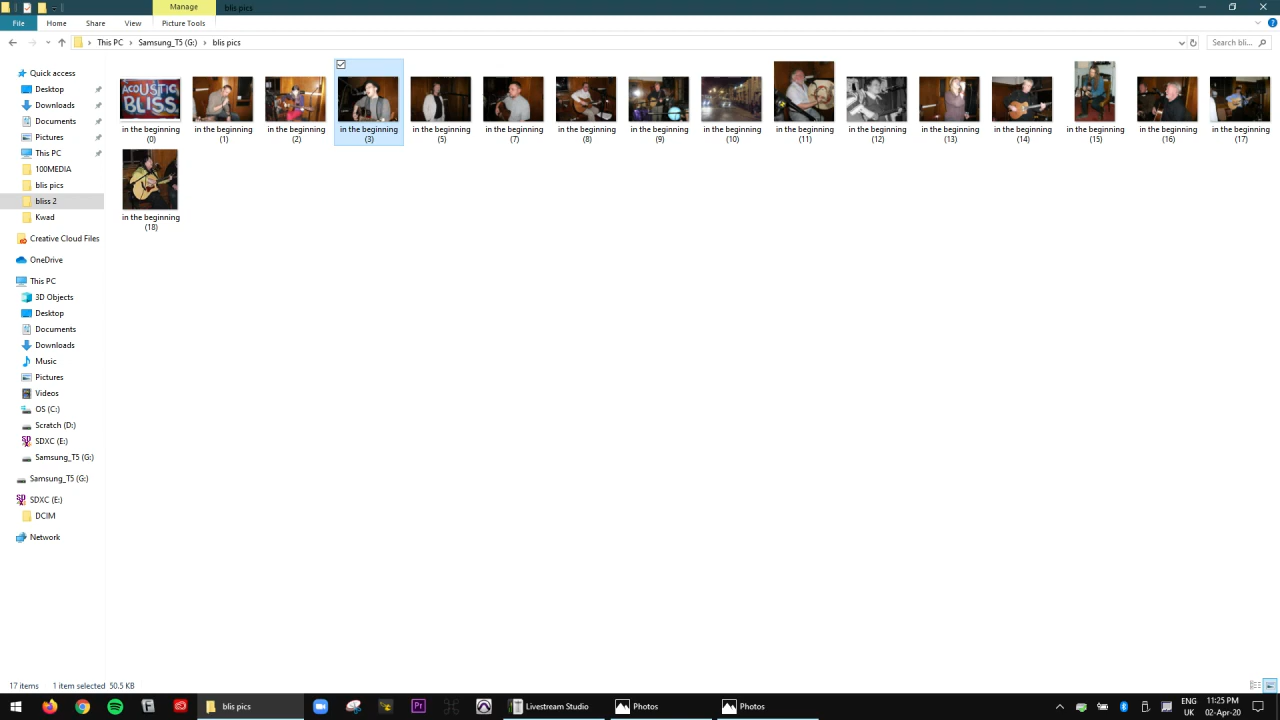 Manage
blis pics
File
Home
Share
View
Picture Tools
This PC
Samsung_T5 (G:)
blis pics
Search bli...
Quick access
Desktop
Downloads
Documents
Pictures
This PC
100MEDIA
blis pics
bliss 2
Kwad
Creative Cloud Files
OneDrive
This PC
3D Objects
Desktop
Documents
Downloads
Music
Pictures
Videos
OS (C:)
Scratch (D:)
SDXC (E:)
Samsung_T5 (G:)
Samsung_T5 (G:)
SDXC (E:)
DCIM
Network
ACOUSTIC
BLISS.
in the beginning
(0)
in the beginning
(1)
in the beginning
(2)
in the beginning
(3)
in the beginning
(5)
in the beginning
(7)
in the beginning
(8)
in the beginning
(9)
in the beginning
(10)
in the beginning
(11)
in the beginning
(12)
in the beginning
(13)
in the beginning
(14)
in the beginning
(15)
in the beginning
(16)
in the beginning
(17)
in the beginning
(18)
17 items
1 item selected 50.5 KB
blis pics
Pr
Livestream Studio
Photos
Photos
ENG
UK
11:25 PM
02-Apr-20